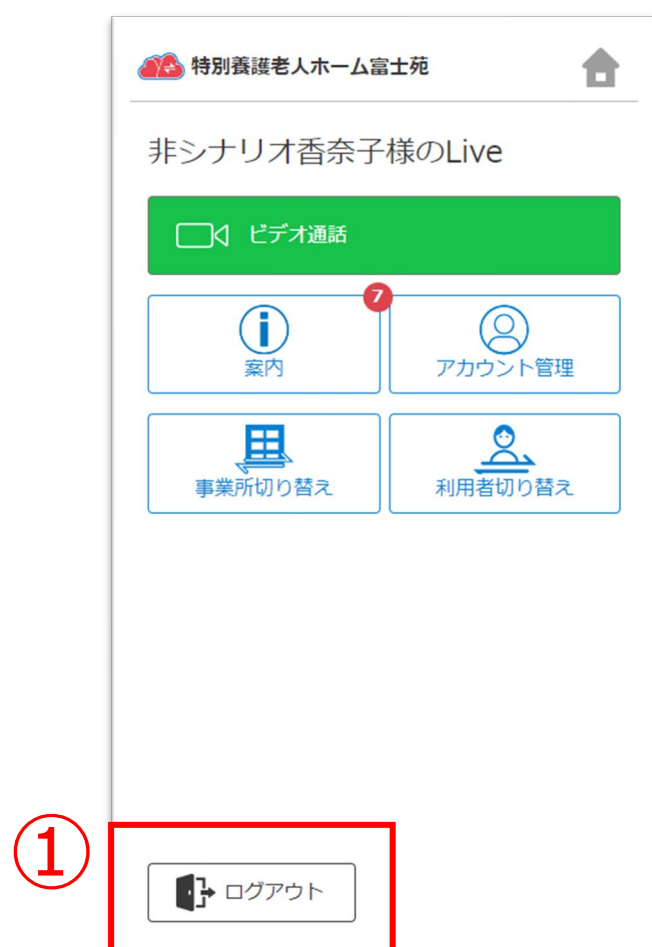 特別養護老人ホーム富士苑
非シナリオ香奈子様のLive
ビデオ通話
7
案内
アカウント管理
事業所切り替え
利用者切り替え
①
ログアウト